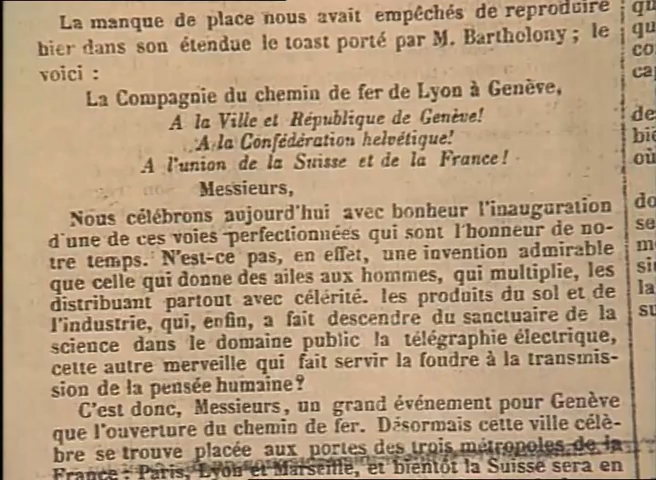 La manque de place nous avait empêchés de reproduire
hier dans son étendue le toast porté par M. Bartholony; le
voici :
La Compagnie du chemin de fer de Lyon à Genève,
A la Ville et République de Genève!
A la Confédération helvétique!
A l'union de la Suisse et de la France!
Messieurs,
Nous célébrons aujourd'hui avec bonheur l'inauguration
d'une de ces voies perfectionnées qui sont l'honneur de no-
tre temps. N'est-ce pas, en effet, une invention admirable
que celle qui donne des ailes aux hommes, qui multiplie, les
distribuant partout avec célérité. les produits du sol et de
l'industrie, qui, enfin, a fait descendre du sanctuaire de la
science dans le domaine public la télégraphie électrique,
cette autre merveille qui fait servir la foudre à la transmis-
sion de la pensée humaine?
C'est donc, Messieurs, un grand événement pour Genève
que l'ouverture du chemin de fer. Désormais cette ville célè-
bre se trouve placée aux portes des trois métropoles de la
France: Paris, Lyon et Marseille, et bientôt la Suisse sera en